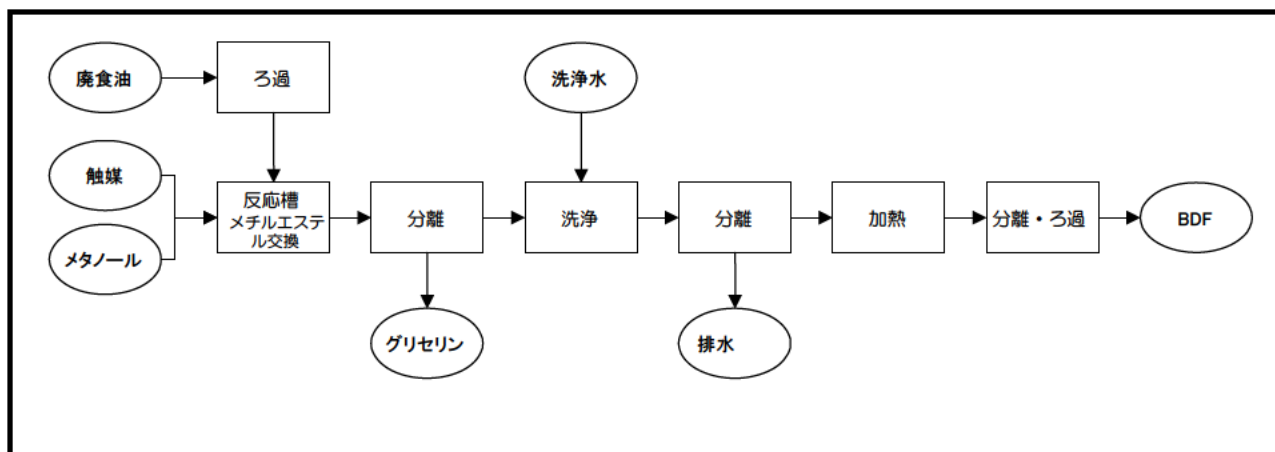 廃食油
ろ過
洗浄水
触媒
メタノール
反応槽
メチルエステ
ル交換
分離
洗浄
分離
加熱
分離・ろ過
BDF
グリセリン
排水